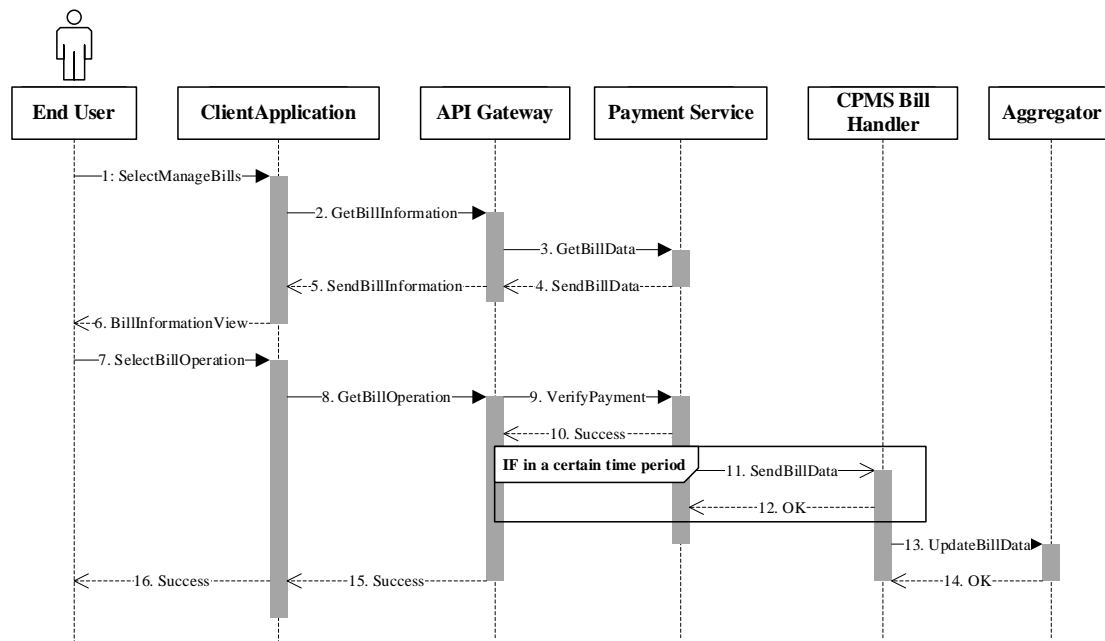 End User
ClientApplication
API Gateway
Payment Service
CPMS Bill
Handler
Aggregator
1: SelectManageBills
2. GetBillInformation
3. GetBillData
5. SendBillInformation
4. SendBillData
6. BillInformationView
7. SelectBillOperation
8. GetBillOperation
9. VerifyPayment
10. Success
IF in a certain time period
11. SendBillData
12. OK
13. UpdateBillData
16. Success
15. Success
14. OK